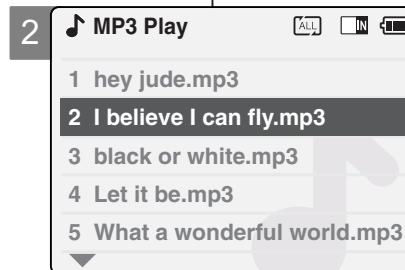 2
MP3 Play ALL IN
1 hey jude.mp3
2 I believe I can fly.mp3
3 black or white.mp3
4 Let it be.mp3
5 What a wonderful world.mp3